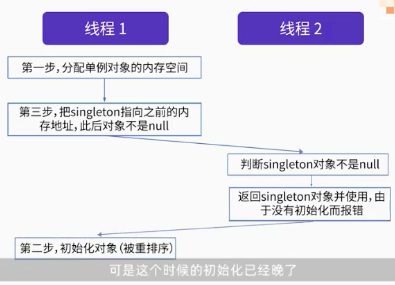 线程 1
线程 2
第一步,分配单例对象的内存空间
第三步,把singleton指向之前的内
存地址,此后对象不是null
判断singleton对象不是null
返回singleton对象并使用,由
于没有初始化而报错
第二步,初始化对象(被重排序)
可是这个时候的初始化已经晚了